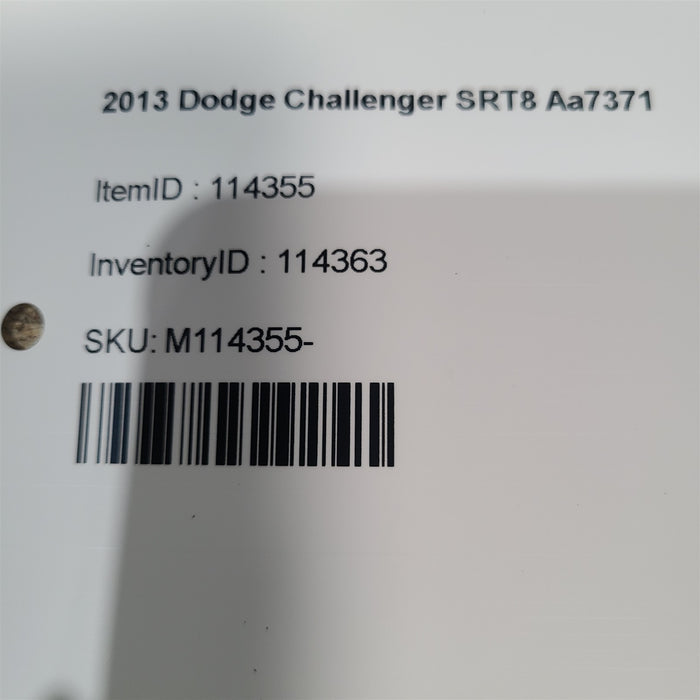 2013 Dodge Challenger SRT8 Aa7371
ItemID : 114355
InventoryID : 114363
SKU: M114355-